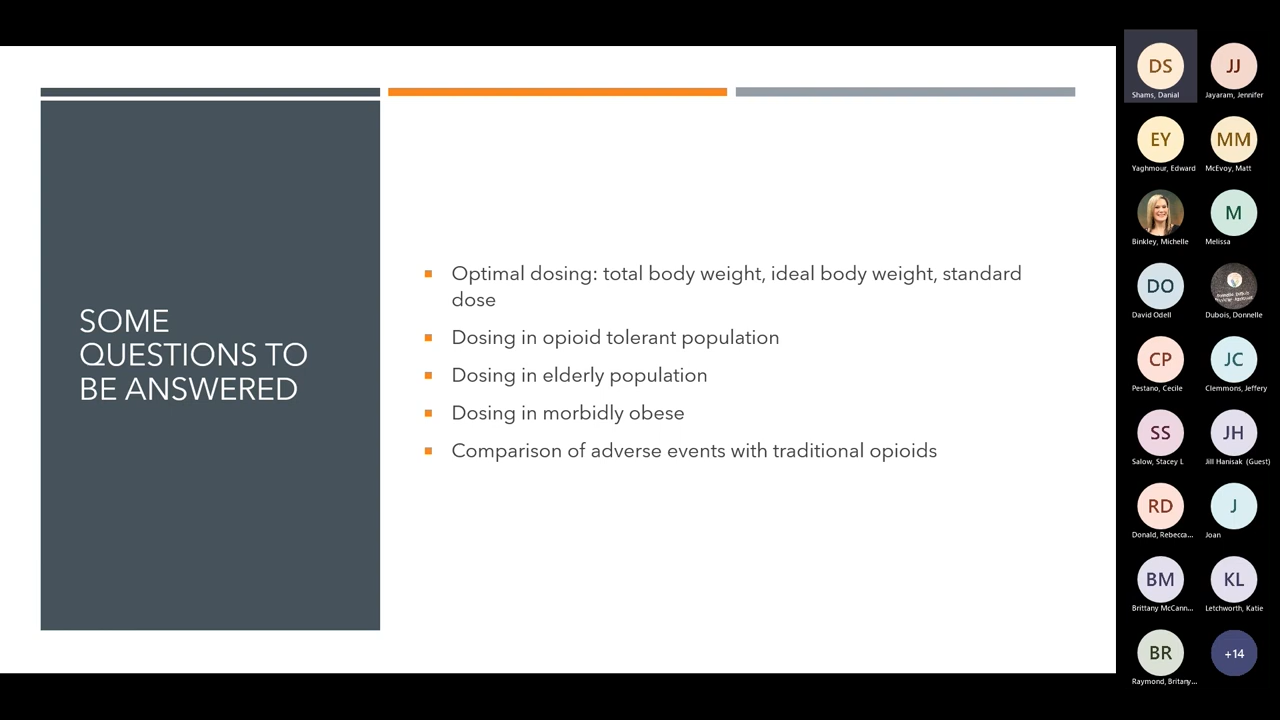 SOME
QUESTIONS TO
BE ANSWERED
Optimal dosing: total body weight, ideal body weight, standard
dose
Dosing in opioid tolerant population
Dosing in elderly population
Dosing in morbidly obese
Comparison of adverse events with traditional opioids
DS
Shams, Danial
JJ
Jayaram, Jennifer
EY
Yaghmour, Edward
MM
McEvoy, Matt
Binkley, Michelle
M
Melissa
DO
David Odell
Dubois, Donnelle
CP
Pestano, Cecile
JC
Clemmons, Jeffery
SS
Salow, Stacey L
JH
Jill Hanisak (Guest)
RD
Donald, Rebecca...
J
Joan
BM
Brittany McCann...
KL
Letchworth, Katie
BR
Raymond, Britany...
+14